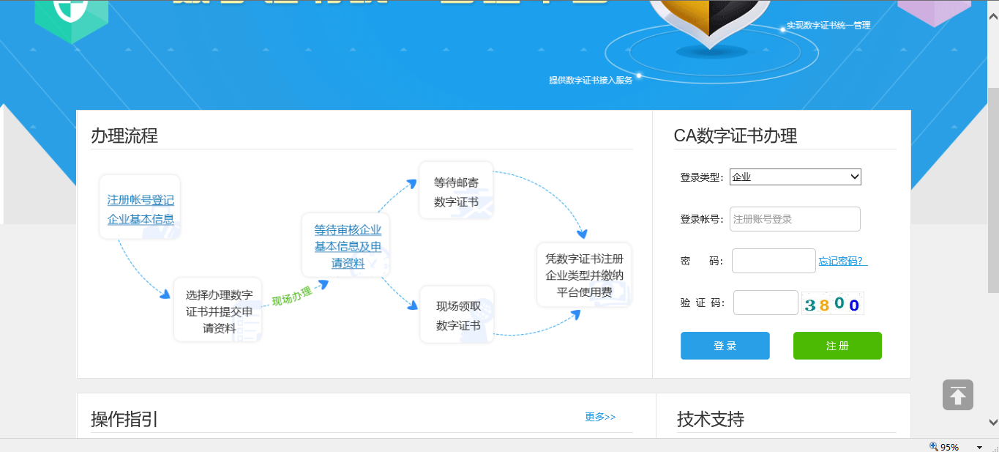 实现数字证书统一管理
提供数字证书接入服务
办理流程
注册帐号登记
企业基本信息
选择办理数字
证书并提交申
请资料
现场办理
等待审核企业
基本信息及申
请资料
等待邮寄
数字证书
现场领取
数字证书
凭数字证书注册
企业类型并缴纳
平台使用费
CA数字证书办理
登录类型： 企业
登录帐号： 注册账号登录
密 码： 忘记密码？
验 证 码： 3800
登 录 注 册
操作指引 更多>>
技术支持
95%